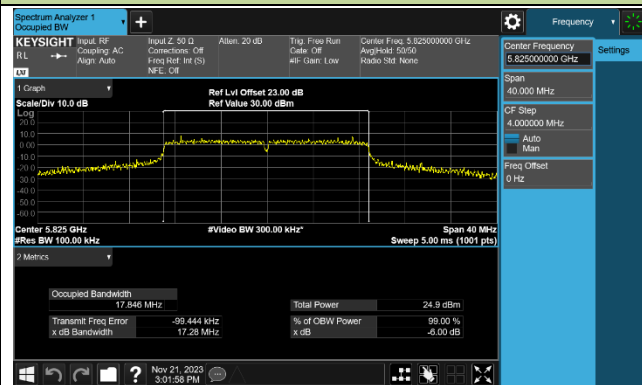 Spectrum Analyzer 1
Occupied BW
Frequency
KEYSIGHT
RL
LXI
Input: RF
Coupling: AC
Align: Auto
Input Z: 50 Ω
Corrections: Off
Freq Ref: Int (S)
NFE: Off
Atten: 20 dB
Trig: Free Run
Gate: Off
#IF Gain: Low
Center Freq: 5.825000000 GHz
Avg|Hold: 50/50
Radio Std: None
Center Frequency
5.825000000 GHz
Settings
Span
40.000 MHz
CF Step
4.000000 MHz
Auto
Man
Freq Offset
0 Hz
1 Graph
Scale/Div 10.0 dB
Ref Lvl Offset 23.00 dB
Ref Value 30.00 dBm
Log
20.0
10.0
0.00
-10.0
-20.0
-30.0
-40.0
-50.0
-60.0
Center 5.825 GHz
#Res BW 100.00 kHz
#Video BW 300.00 kHz*
Span 40 MHz
Sweep 5.00 ms (1001 pts)
2 Metrics
Occupied Bandwidth
17.846 MHz
Transmit Freq Error -99.444 kHz
x dB Bandwidth 17.28 MHz
Total Power 24.9 dBm
% of OBW Power 99.00 %
x dB -6.00 dB
Nov 21, 2023
3:01:58 PM